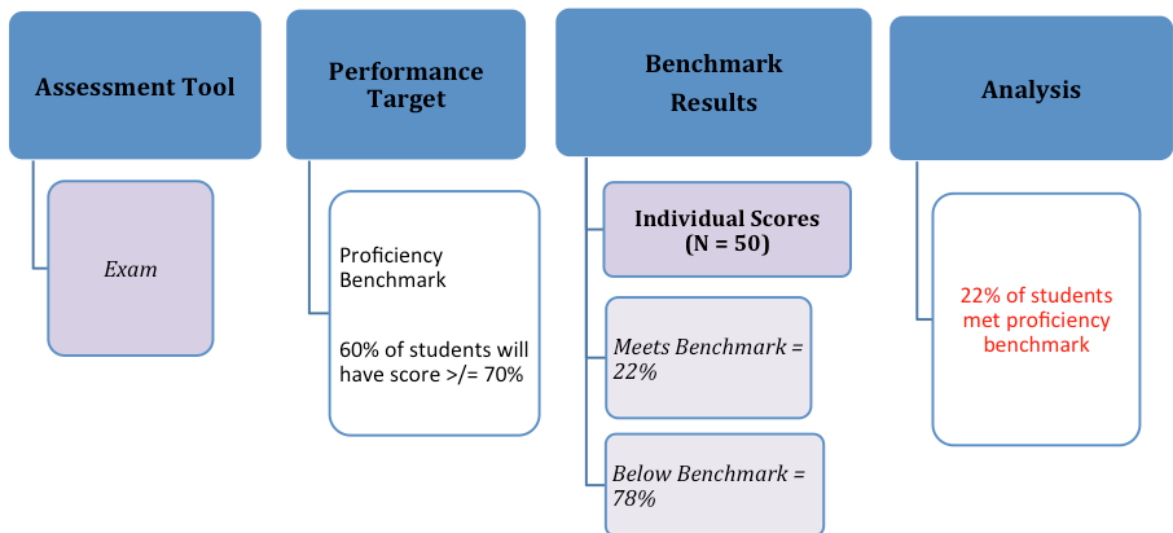 Assessment Tool
Exam
Performance
Target
Proficiency
Benchmark
60% of students will
have score >/= 70%
Benchmark
Results
Individual Scores
(N = 50)
Meets Benchmark =
22%
Below Benchmark =
78%
Analysis
22% of students
met proficiency
benchmark